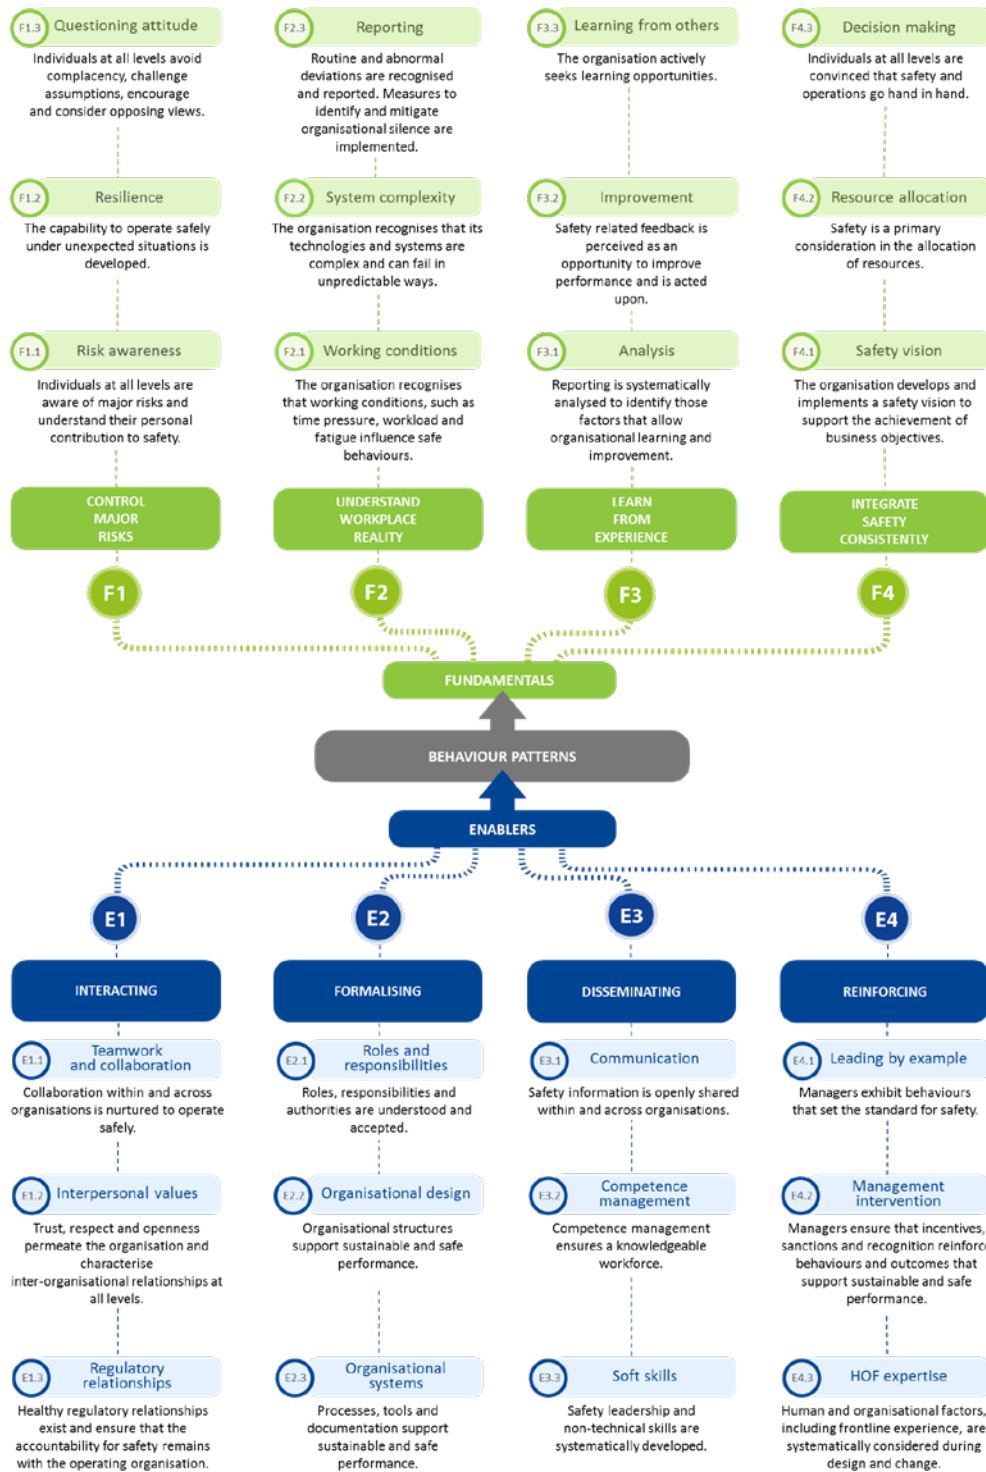 F1.3 Questioning attitude
Individuals at all levels avoid
complacency, challenge
assumptions, encourage
and consider opposing views.
F2.3 Reporting
Routine and abnormal
deviations are recognised
and reported. Measures to
identify and mitigate
organisational silence are
implemented.
F3.3 Learning from others
The organisation actively
seeks learning opportunities.
F4.3 Decision making
Individuals at all levels are
convinced that safety and
operations go hand in hand.
F1.2 Resilience
The capability to operate safely
under unexpected situations is
developed.
F2.2 System complexity
The organisation recognises that its
technologies and systems are
complex and can fail in
unpredictable ways.
F3.2 Improvement
Safety related feedback is
perceived as an
opportunity to improve
performance and is acted
upon.
F4.2 Resource allocation
Safety is a primary
consideration in the allocation
of resources.
F1.1 Risk awareness
Individuals at all levels are
aware of major risks and
understand their personal
contribution to safety.
F2.1 Working conditions
The organisation recognises
that working conditions, such as
time pressure, workload and
fatigue influence safe
behaviours.
F3.1 Analysis
Reporting is systematically
analysed to identify those
factors that allow
organisational learning and
improvement.
F4.1 Safety vision
The organisation develops and
implements a safety vision to
support the achievement of
business objectives.
CONTROL
MAJOR
RISKS
UNDERSTAND
WORKPLACE
REALITY
LEARN
FROM
EXPERIENCE
INTEGRATE
SAFETY
CONSISTENTLY
F1
F2
F3
F4
FUNDAMENTALS
BEHAVIOUR PATTERNS
ENABLERS
E1
E2
E3
E4
INTERACTING
FORMALISING
DISSEMINATING
REINFORCING
E1.1 Teamwork
and collaboration
Collaboration within and across
organisations is nurtured to operate
safely.
E2.1 Roles and
responsibilities
Roles, responsibilities and
authorities are understood and
accepted.
E3.1 Communication
Safety information is openly shared
within and across organisations.
E4.1 Leading by example
Managers exhibit behaviours
that set the standard for safety.
E1.2 Interpersonal values
Trust, respect and openness
permeate the organisation and
characterise
inter-organisational relationships at
all levels.
E2.2 Organisational design
Organisational structures
support sustainable and safe
performance.
E3.2 Competence
management
Competence management
ensures a knowledgeable
workforce.
E4.2 Management
intervention
Managers ensure that incentives,
sanctions and recognition reinforce
behaviours and outcomes that
support sustainable and safe
performance.
E1.3 Regulatory
relationships
Healthy regulatory relationships
exist and ensure that the
accountability for safety remains
with the operating organisation.
E2.3 Organisational
systems
Processes, tools and
documentation support
sustainable and safe
performance.
E3.3 Soft skills
Safety leadership and
non-technical skills are
systematically developed.
E4.3 HOF expertise
Human and organisational factors,
including frontline experience, are
systematically considered during
design and change.